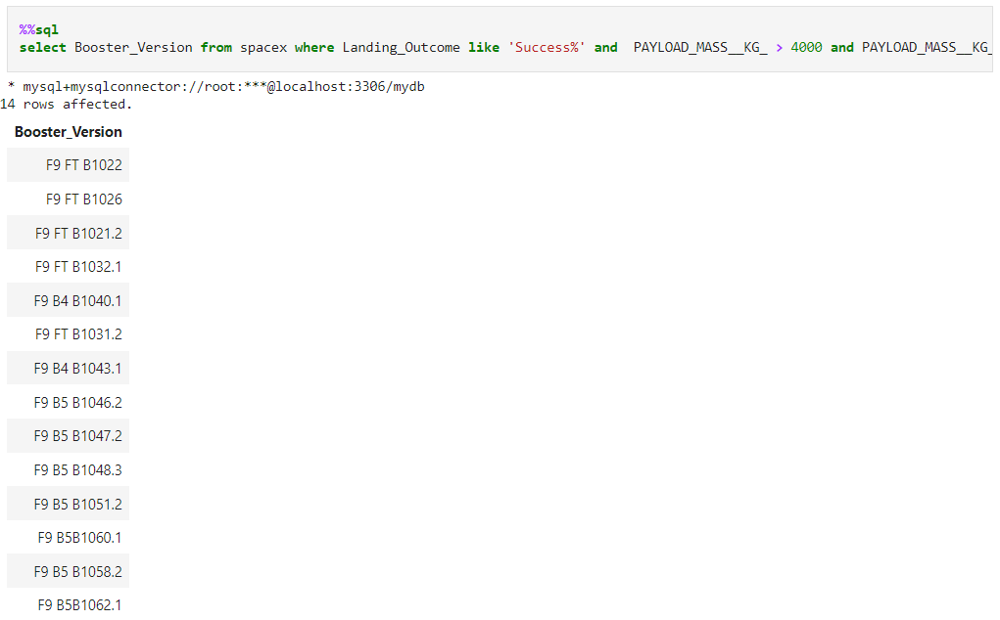 %%sql
select Booster_Version from spacex where Landing_Outcome like 'Success%' and  PAYLOAD_MASS__KG_ > 4000 and PAYLOAD_MASS__KG_
* mysql+mysqlconnector://root:***@localhost:3306/mydb
14 rows affected.
Booster_Version
F9 FT B1022
F9 FT B1026
F9 FT B1021.2
F9 FT B1032.1
F9 B4 B1040.1
F9 FT B1031.2
F9 B4 B1043.1
F9 B5 B1046.2
F9 B5 B1047.2
F9 B5 B1048.3
F9 B5 B1051.2
F9 B5B1060.1
F9 B5 B1058.2
F9 B5B1062.1